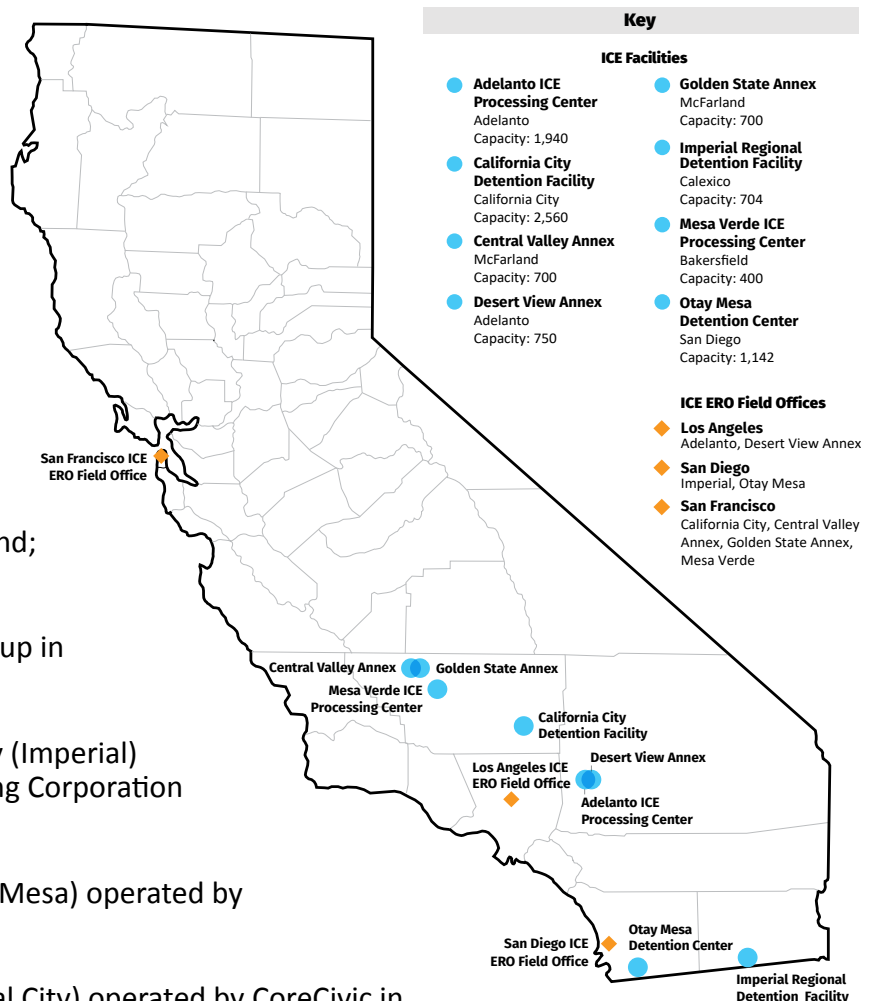 Key
ICE Facilities
Adelanto ICE
Processing Center
Adelanto
Capacity: 1,940
California City
Detention Facility
California City
Capacity: 2,560
Central Valley Annex
McFarland
Capacity: 700
Desert View Annex
Adelanto
Capacity: 750
Golden State Annex
McFarland
Capacity: 700
Imperial Regional
Detention Facility
Calexico
Capacity: 704
Mesa Verde ICE
Processing Center
Bakersfield
Capacity: 400
Otay Mesa
Detention Center
San Diego
Capacity: 1,142
ICE ERO Field Offices
Los Angeles
Adelanto, Desert View Annex
San Diego
Imperial, Otay Mesa
San Francisco
California City, Central Valley
Annex, Golden State Annex,
Mesa Verde
San Francisco ICE
ERO Field Office
nd;
up in
y (Imperial)
ng Corporation
Mesa) operated by
al City) operated by CoreCivic in
Central Valley Annex
Golden State Annex
Mesa Verde ICE
Processing Center
California City
Detention Facility
Los Angeles ICE
ERO Field Office
Desert View Annex
Adelanto ICE
Processing Center
San Diego ICE
ERO Field Office
Otay Mesa
Detention Center
Imperial Regional
Detention Facility